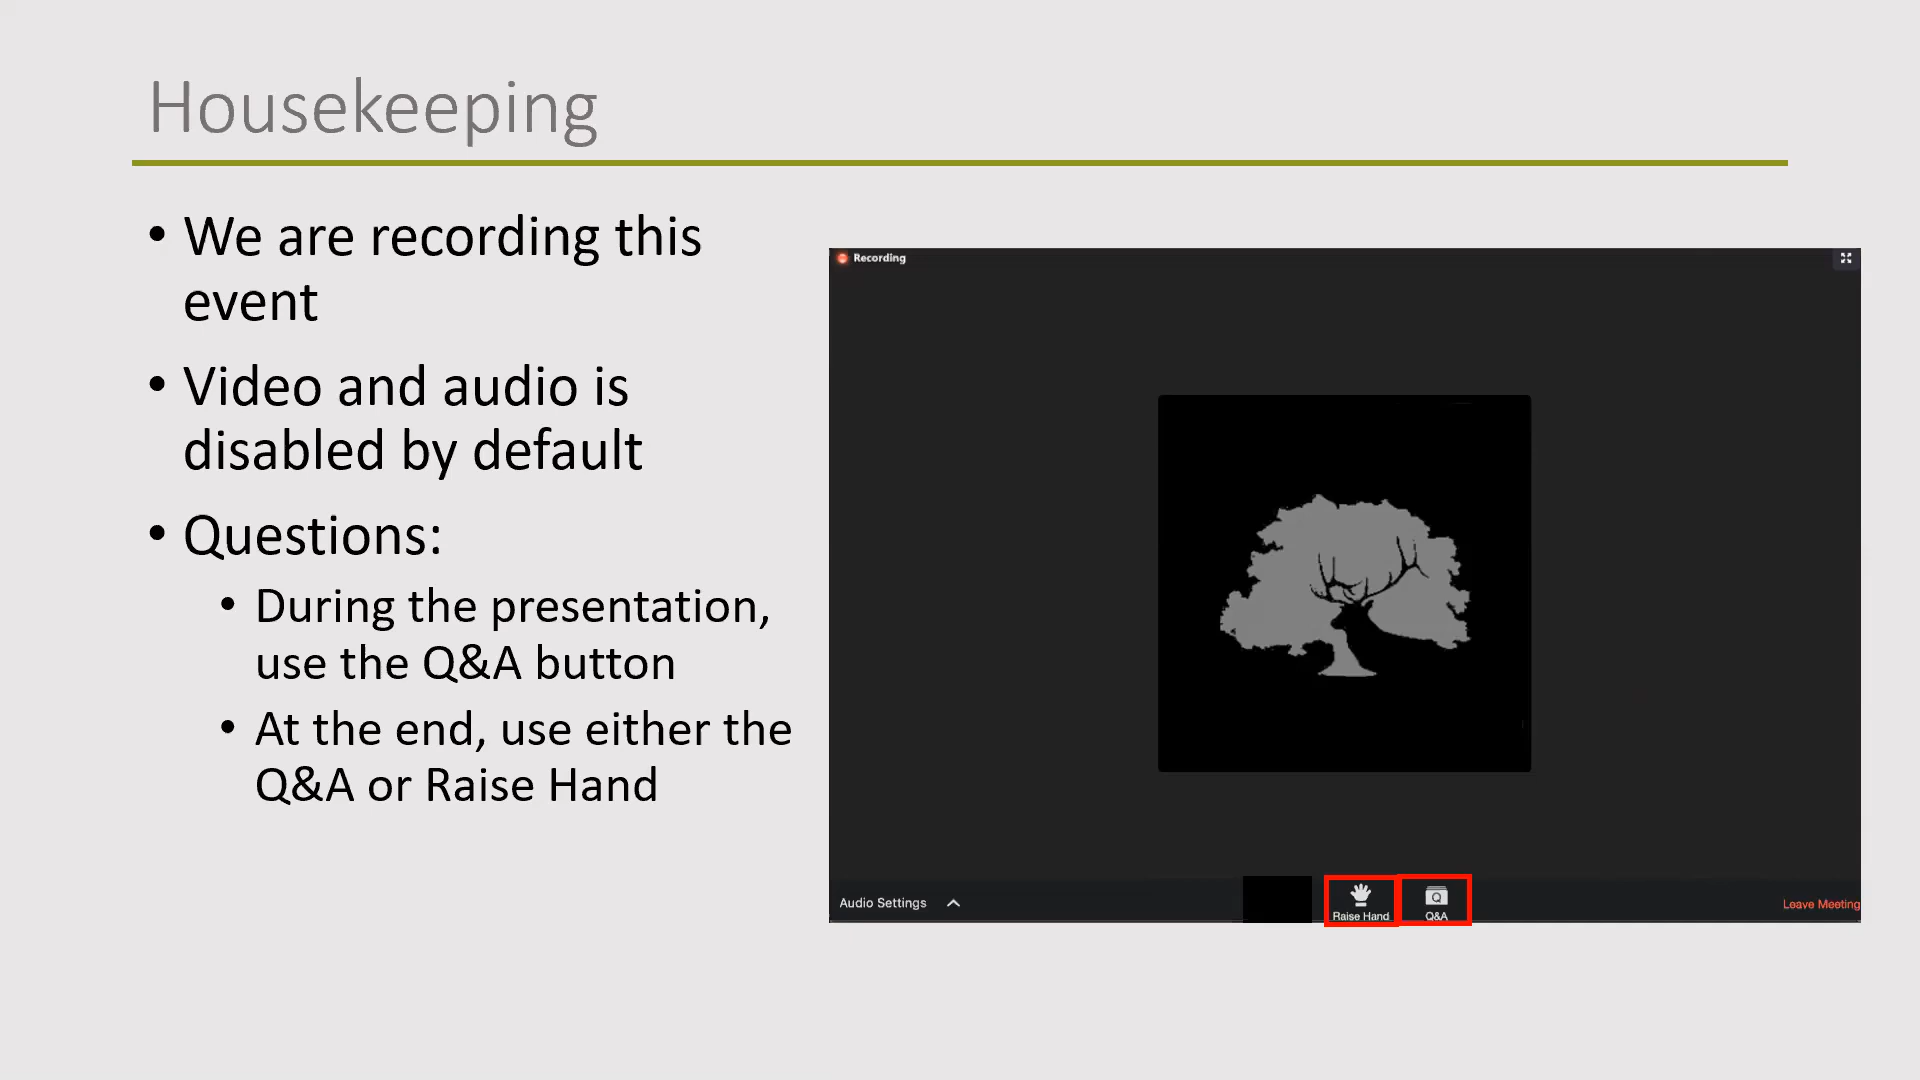 Housekeeping
• We are recording this
event
• Video and audio is
disabled by default
• Questions:
• During the presentation,
use the Q&A button
• At the end, use either the
Q&A or Raise Hand
Recording
Audio Settings
Raise Hand
Q&A
Leave Meeting